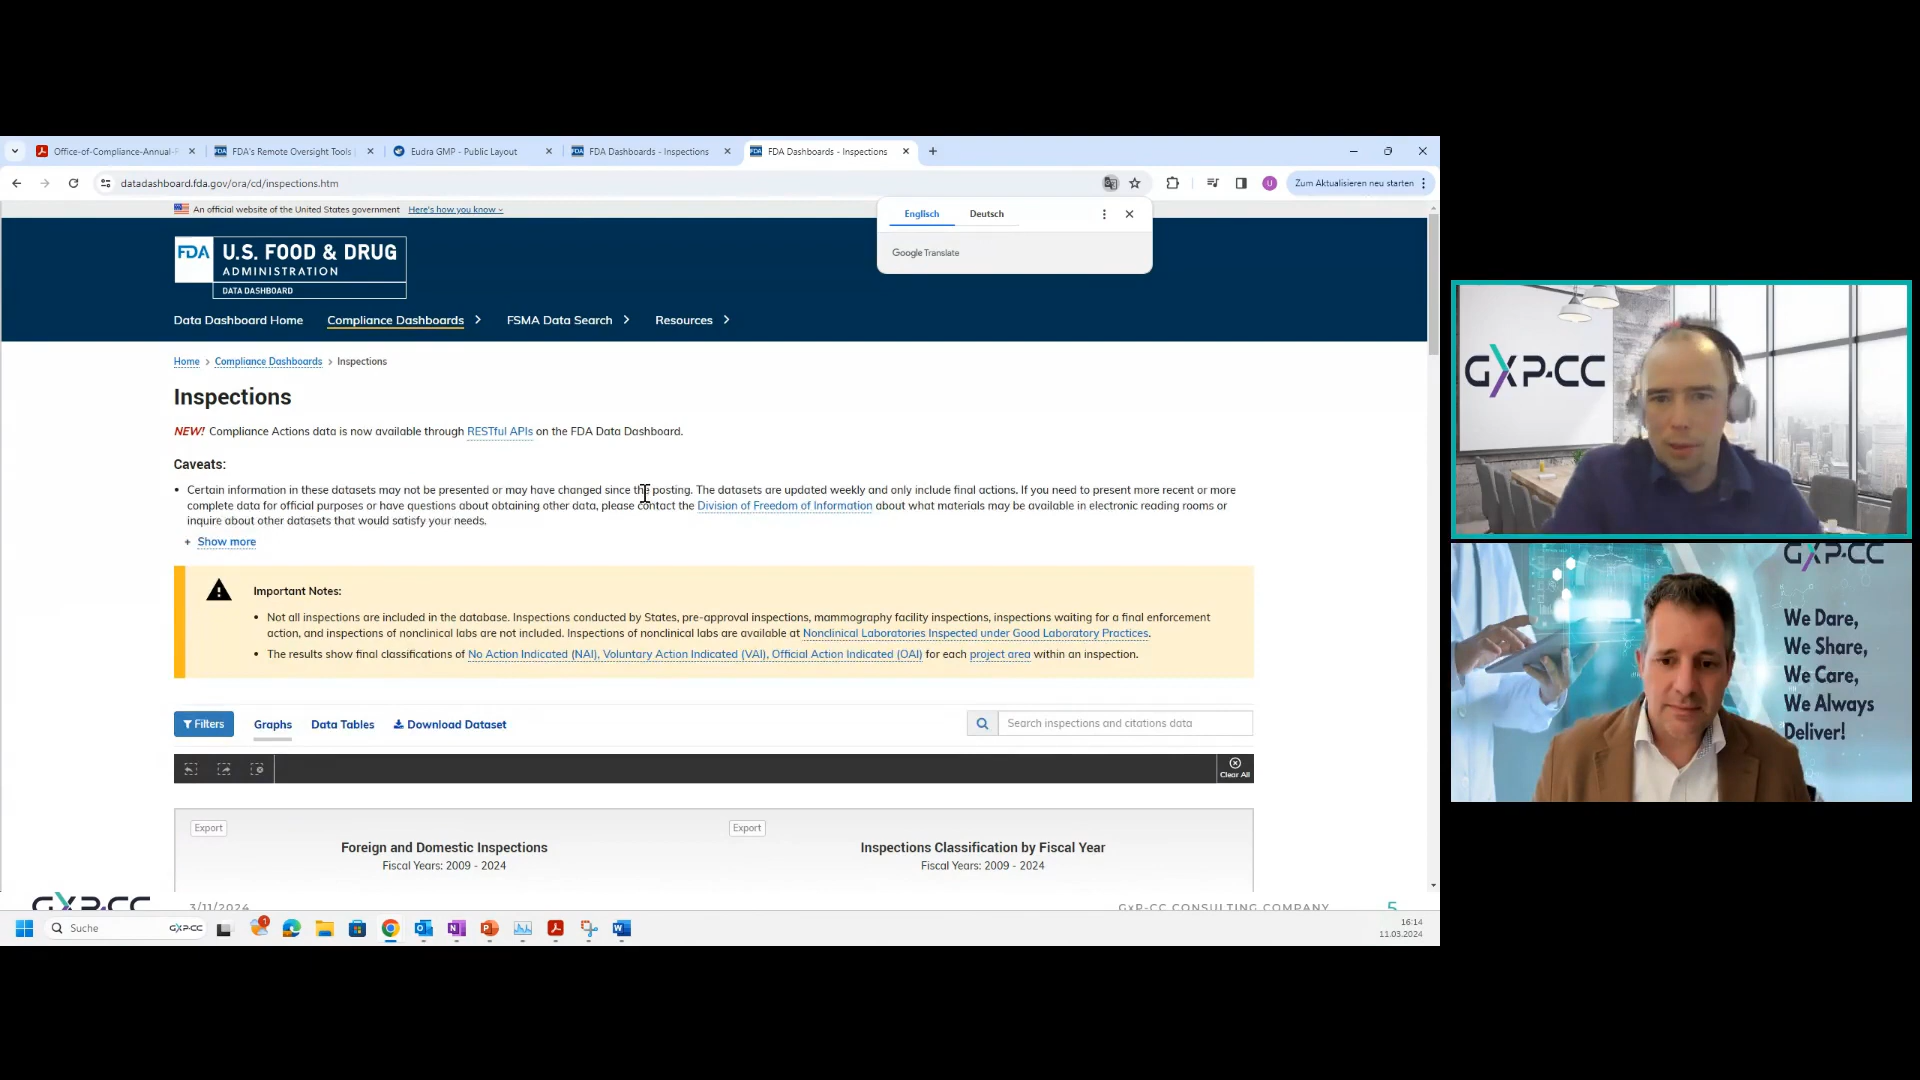 Office-of-Compliance-Annual-
FDA's Remote Oversight Tools
Eudra GMP - Public Layout
FDA Dashboards - Inspections
FDA Dashboards - Inspections
datadashboard.fda.gov/ora/cd/inspections.htm
U
Zum Aktualisieren neu starten
An official website of the United States government
Here's how you know
Englisch
Deutsch
Google Translate
FDA U.S. FOOD & DRUG
ADMINISTRATION
DATA DASHBOARD
Data Dashboard Home
Compliance Dashboards
FSMA Data Search
Resources
Home > Compliance Dashboards > Inspections
Inspections
NEW! Compliance Actions data is now available through RESTful APIs on the FDA Data Dashboard.
Caveats:
• Certain information in these datasets may not be presented or may have changed since the posting. The datasets are updated weekly and only include final actions. If you need to present more recent or more
complete data for official purposes or have questions about obtaining other data, please contact the Division of Freedom of Information about what materials may be available in electronic reading rooms or
inquire about other datasets that would satisfy your needs.
+ Show more
Important Notes:
• Not all inspections are included in the database. Inspections conducted by States, pre-approval inspections, mammography facility inspections, inspections waiting for a final enforcement
action, and inspections of nonclinical labs are not included. Inspections of nonclinical labs are available at Nonclinical Laboratories Inspected under Good Laboratory Practices.
• The results show final classifications of No Action Indicated (NAI), Voluntary Action Indicated (VAI), Official Action Indicated (OAI) for each project area within an inspection.
Filters
Graphs
Data Tables
Download Dataset
Search inspections and citations data
Clear All
Export
Foreign and Domestic Inspections
Fiscal Years: 2009 - 2024
Export
Inspections Classification by Fiscal Year
Fiscal Years: 2009 - 2024
GXP-CC
3/11/2024
GXP-CC CONSULTING COMPANY
5
Suche
GXP-CC
1
16:14
11.03.2024
GXP-CC
GXP-CC
We Dare,
We Share,
We Care,
We Always
Deliver!